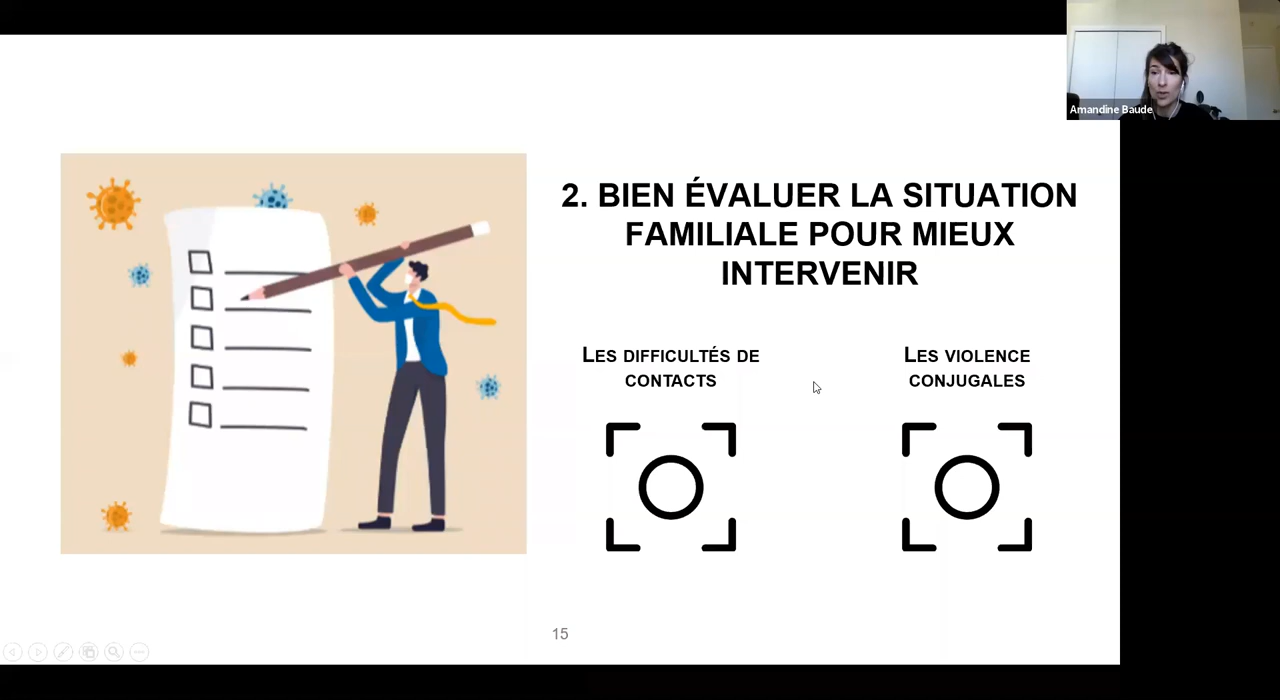 Amandine Baude
2. BIEN ÉVALUER LA SITUATION
FAMILIALE POUR MIEUX
INTERVENIR
LES DIFFICULTÉS DE
CONTACTS
LES VIOLENCE
CONJUGALES
15